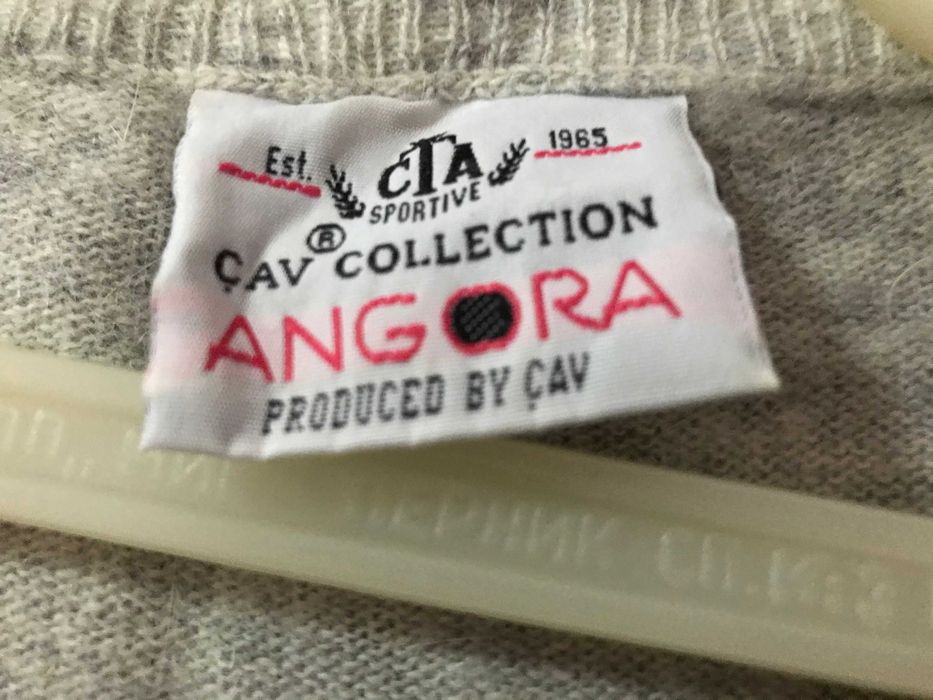 Est. CTA 1965
SPORTIVE
ÇAV® COLLECTION
ANGORA
PRODUCED BY ÇAV